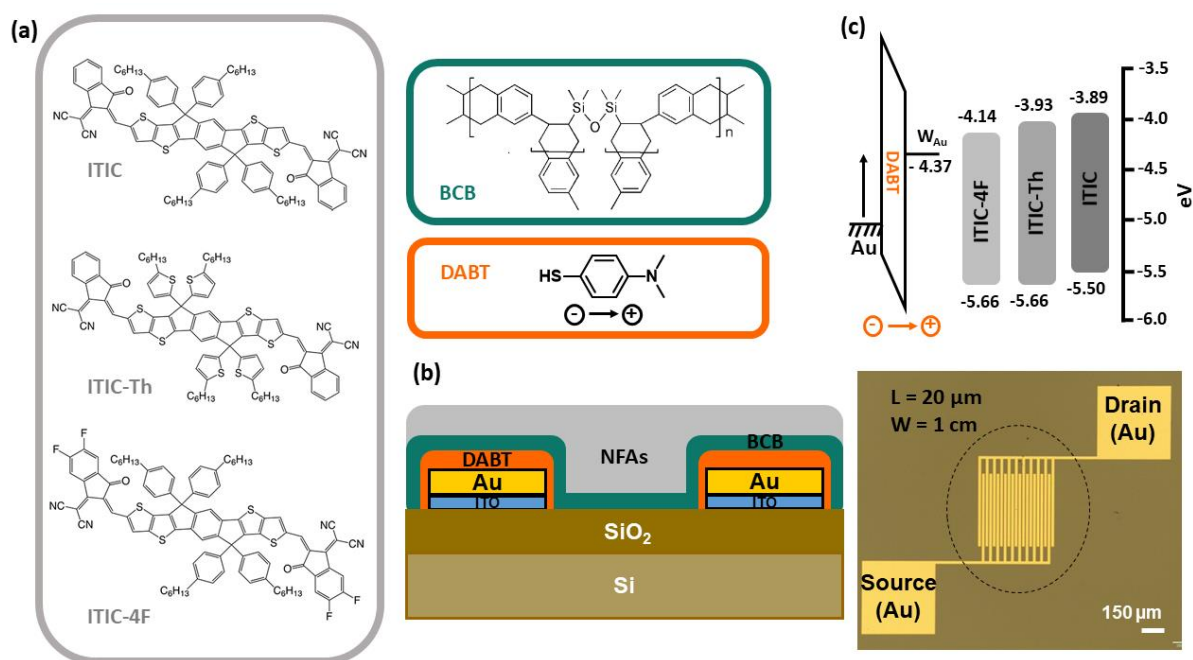 (a)
C6H13
C6H13
O
NC
CN
S
S
S
S
NC
CN
O
C6H13
C6H13
ITIC
C6H13
C6H13
O
S
S
NC
CN
S
S
S
S
NC
CN
S
S
O
C6H13
C6H13
ITIC-Th
F
F
C6H13
C6H13
O
NC
CN
S
S
S
S
NC
CN
O
C6H13
C6H13
F
F
ITIC-4F
Si Si
O
n
BCB
DABT
HS
N
- → +
(b)
DABT
BCB
NFAs
Au
Au
ITO
ITO
SiO2
Si
(c)
DABT
Au
WAu
- 4.37
- → +
-4.14
ITIC-4F
-5.66
-3.93
ITIC-Th
-5.66
-3.89
ITIC
-5.50
-3.5
-4.0
-4.5
-5.0
-5.5
-6.0
eV
L = 20 µm
W = 1 cm
Drain
(Au)
Source
(Au)
150 µm